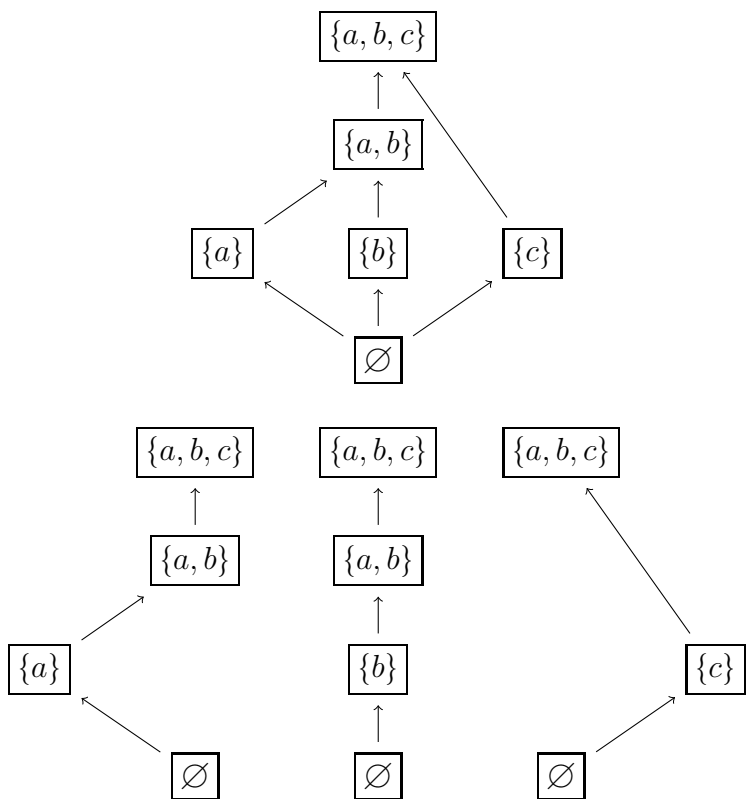 {a, b, c}
{a, b}
{a} {b} {c}
∅
{a, b, c} {a, b, c} {a, b, c}
{a, b} {a, b}
{a} {b} {c}
∅ ∅ ∅